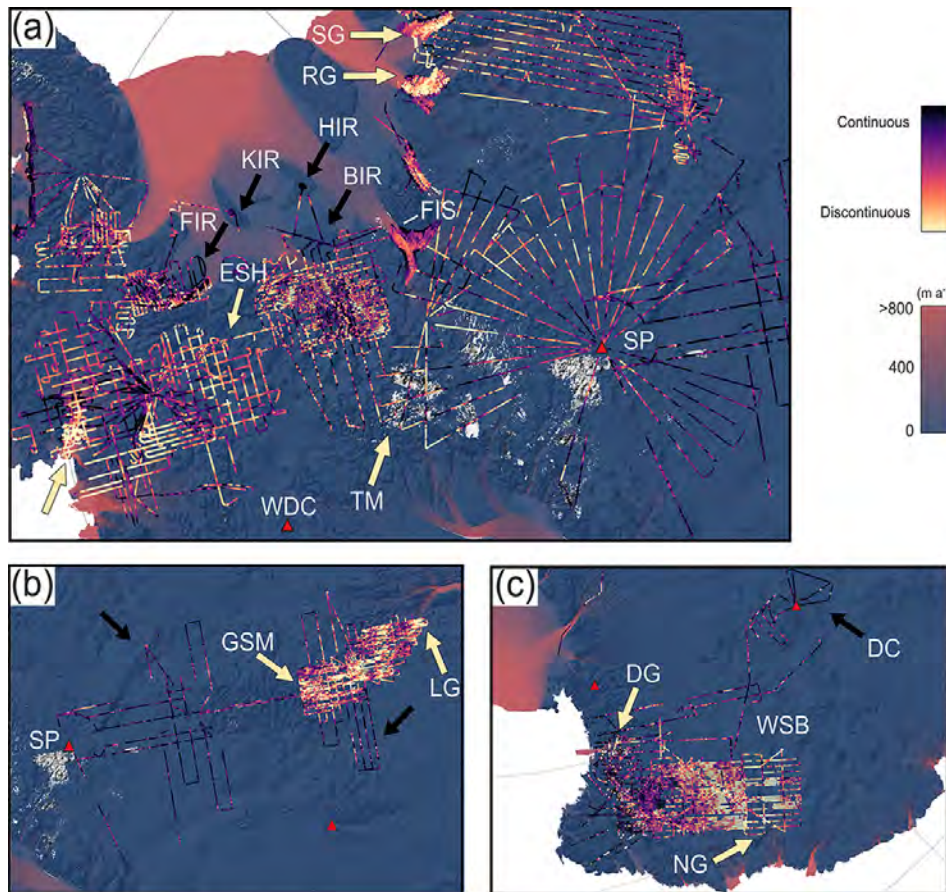 (a)
SG
RG
HIR
KIR
BIR
FIR
FIS
ESH
SP
TM
WDC
Continuous
Discontinuous
(m a⁻
>800
400
0
(b)
GSM
LG
SP
(c)
DC
DG
WSB
NG